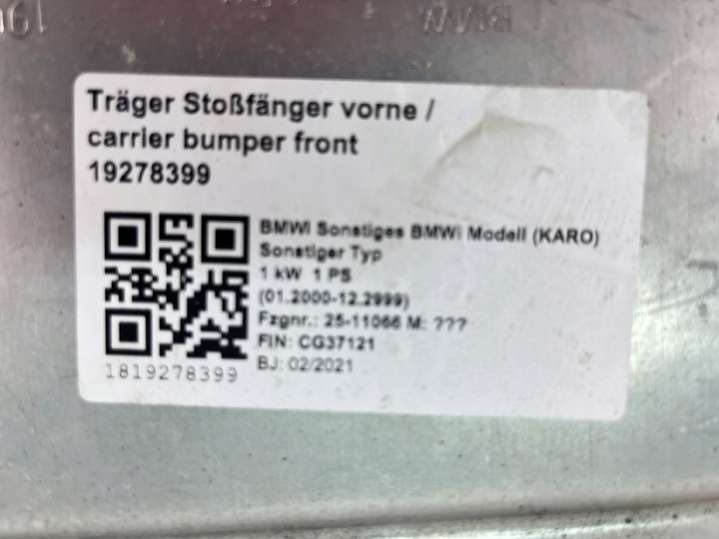 BMW
Träger Stoßfänger vorne /
carrier bumper front
19278399
BMWi Sonstiges BMWi Modell (KARO)
Sonstiger Typ
1 kW 1 PS
(01.2000-12.2999)
Fzgnr.: 25-11066 M: ???
FIN: CG37121
BJ: 02/2021
1819278399